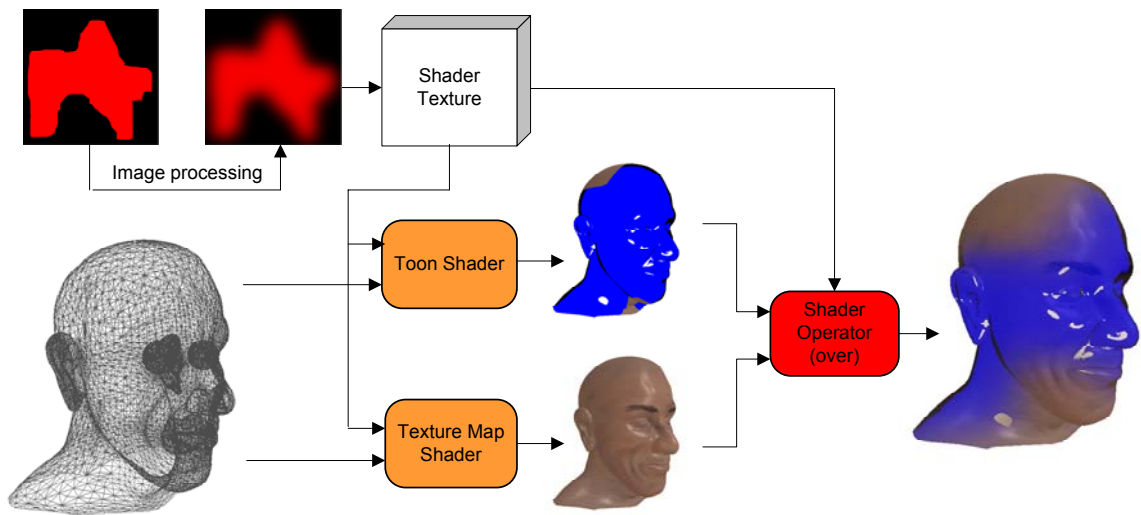 Shader
Texture
Image processing
Toon Shader
Shader
Operator
(over)
Texture Map
Shader